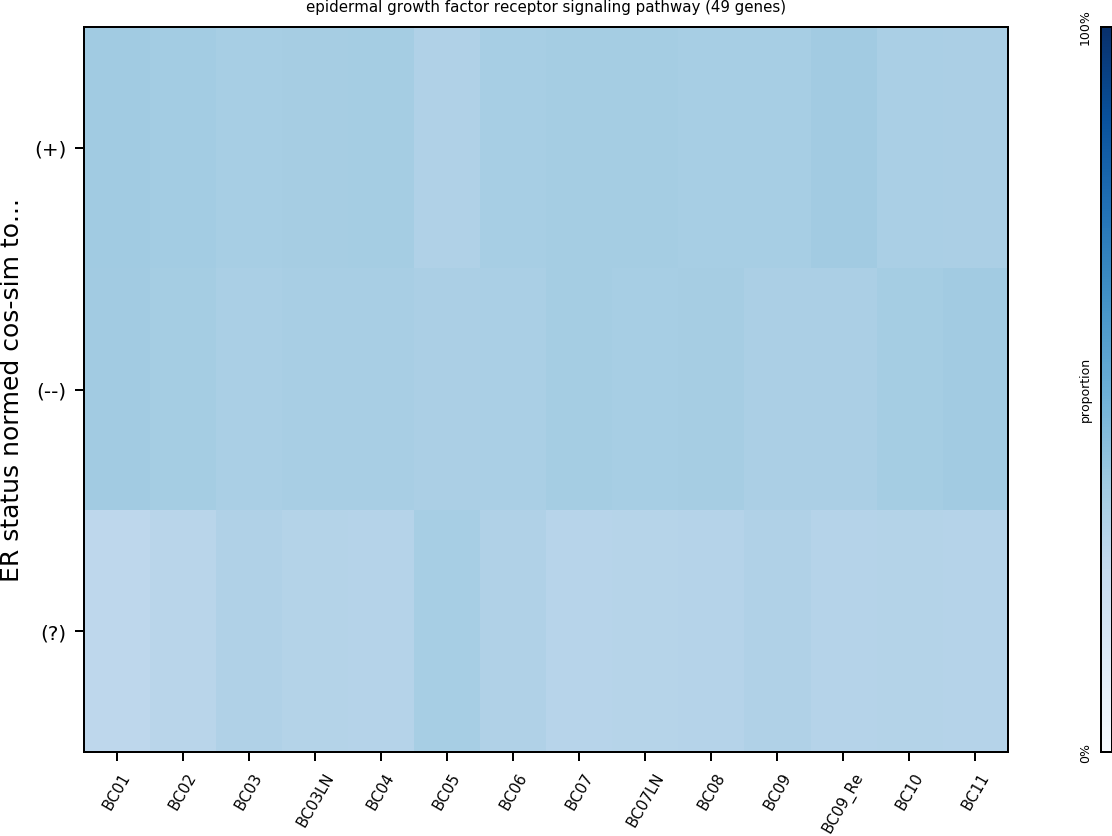 epidermal growth factor receptor signaling pathway (49 genes)
ER status normed cos-sim to...
(+)
(--)
(?)
BC01
BC02
BC03
BC03LN
BC04
BC05
BC06
BC07
BC07LN
BC08
BC09
BC09_Re
BC10
BC11
100%
proportion
0%